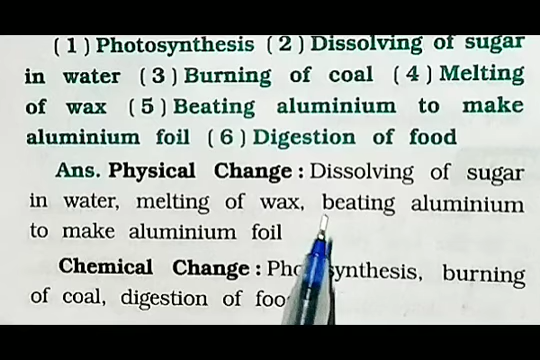 (1) Photosynthesis (2) Dissolving of sugar
in water (3) Burning of coal (4) Melting
of wax (5) Beating aluminium to make
aluminium foil (6) Digestion of food
Ans. Physical Change : Dissolving of sugar
in water, melting of wax, beating aluminium
to make aluminium foil
Chemical Change : burning
of coal, digestion of